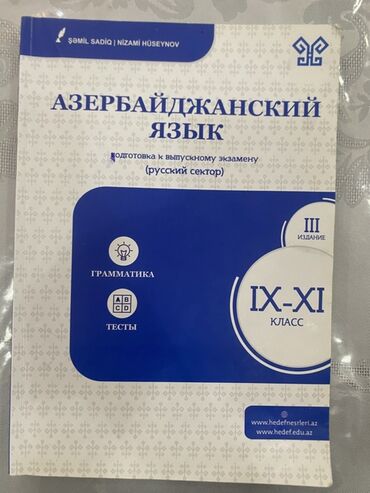 ŞƏMİL SADİQ | NİZAMİ HÜSEYNOV
АЗЕРБАЙДЖАНСКИЙ
ЯЗЫК
подготовка к выпускному экзамену
(русский сектор)
III
ИЗДАНИЕ
ГРАММАТИКА
IX-XI
КЛАСС
A B
C D
ТЕСТЫ
www.hedefnesrleri.az
www.hedef.edu.az